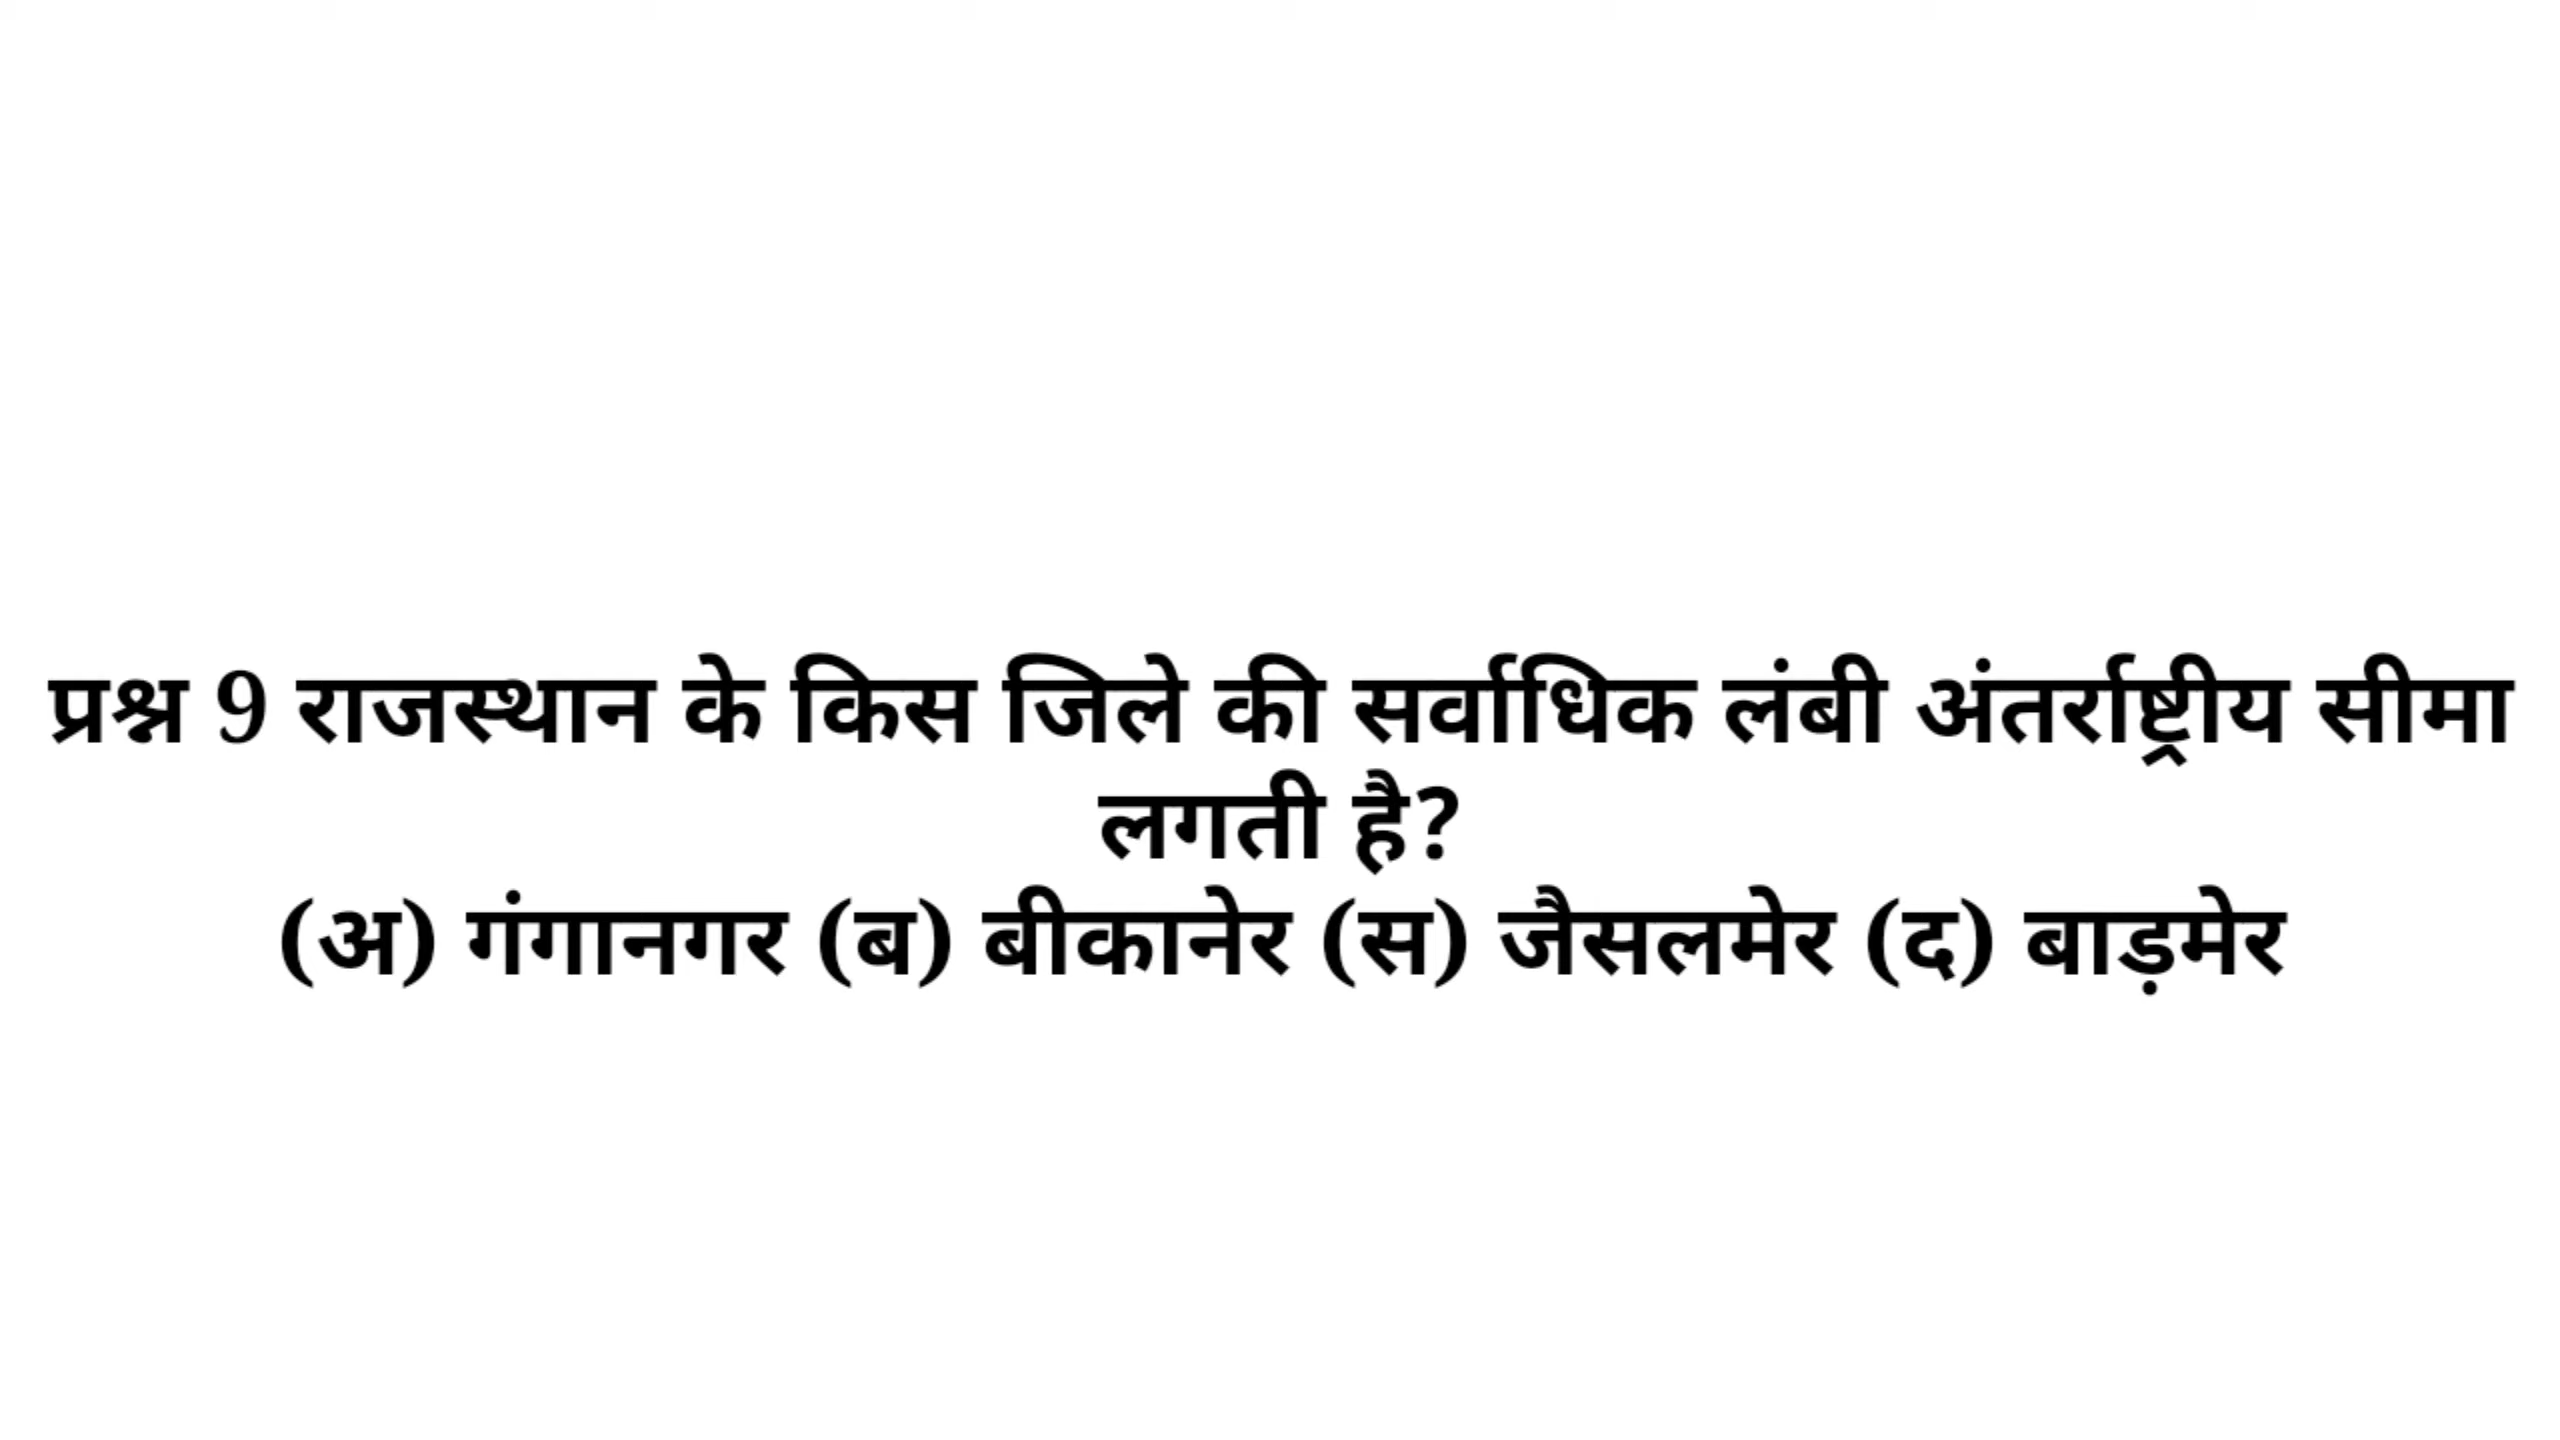 प्रश्न 9 राजस्थान के किस जिले की सर्वाधिक लंबी अंतर्राष्ट्रीय सीमा
लगती है?
(अ) गंगानगर (ब) बीकानेर (स) जैसलमेर (द) बाड़मेर